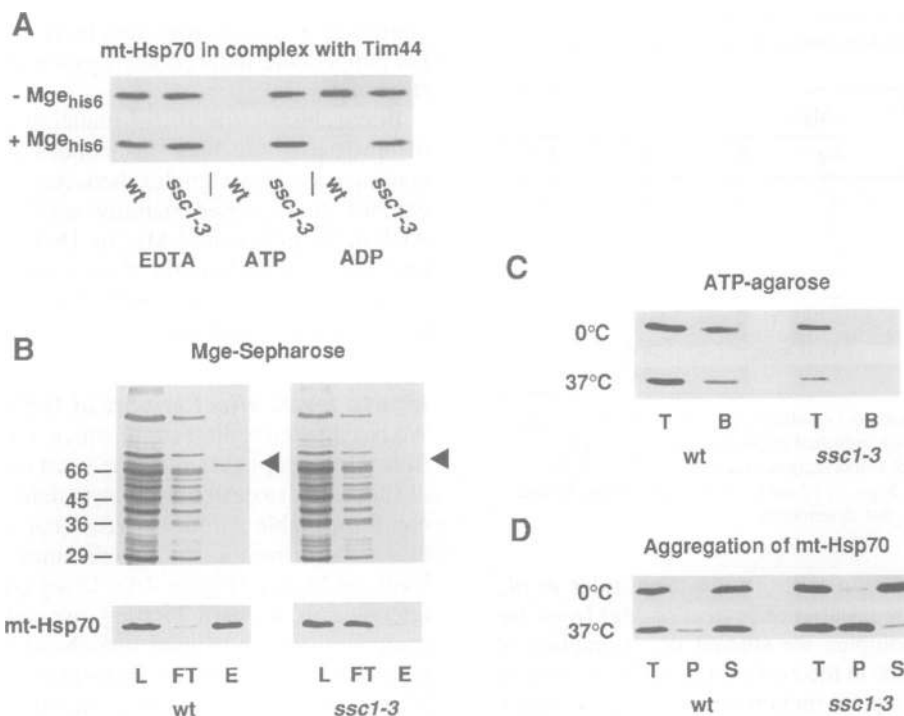 A
mt-Hsp70 in complex with Tim44
- Mgehis6
+ Mgehis6
wt ssc1-3 wt ssc1-3 wt ssc1-3
EDTA ATP ADP
B
Mge-Sepharose
66
45
36
29
mt-Hsp70
L FT E L FT E
wt ssc1-3
C
ATP-agarose
0°C
37°C
T B T B
wt ssc1-3
D
Aggregation of mt-Hsp70
0°C
37°C
T P S T P S
wt ssc1-3